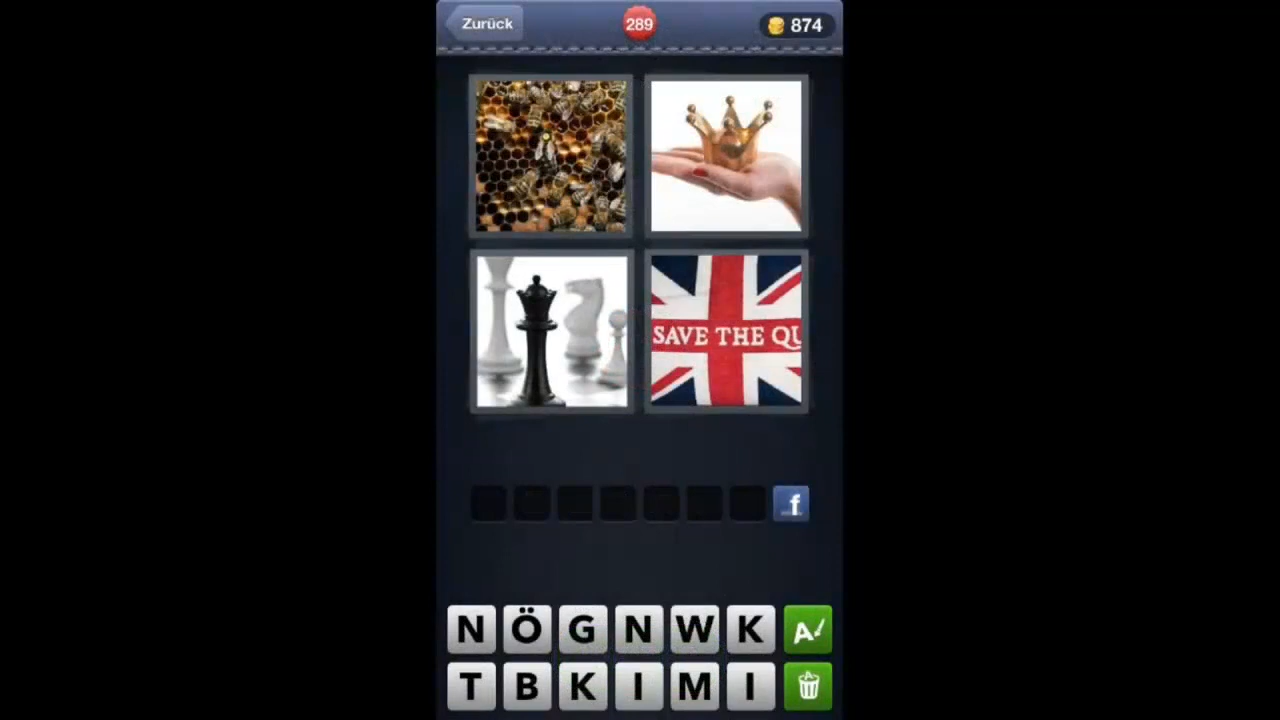 Zurück 289 874
SAVE THE QU
f
N Ö G N W K A
T B K I M I